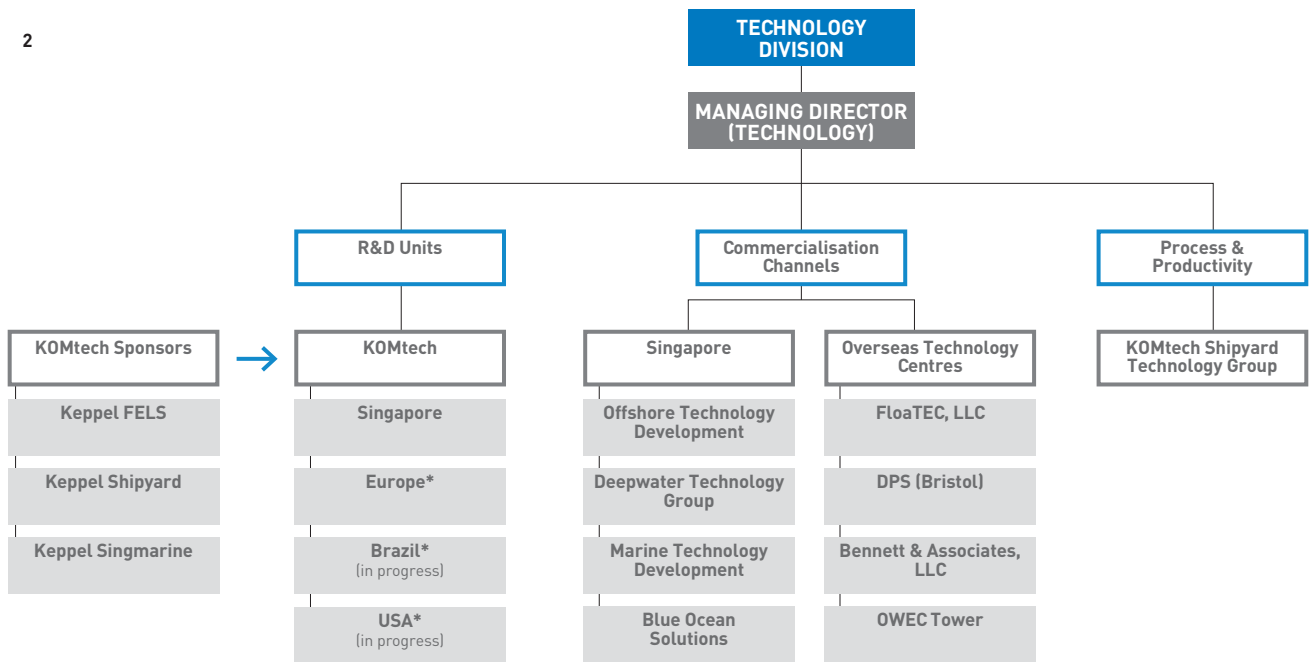 2
TECHNOLOGY
DIVISION
MANAGING DIRECTOR
(TECHNOLOGY)
R&D Units
Commercialisation
Channels
Process &
Productivity
KOMtech Sponsors
KOMtech
Singapore
Overseas Technology
Centres
KOMtech Shipyard
Technology Group
Keppel FELS
Keppel Shipyard
Keppel Singmarine
Singapore
Europe*
Brazil*
(in progress)
USA*
(in progress)
Offshore Technology
Development
Deepwater Technology
Group
Marine Technology
Development
Blue Ocean
Solutions
FloaTEC, LLC
DPS (Bristol)
Bennett & Associates,
LLC
OWEC Tower